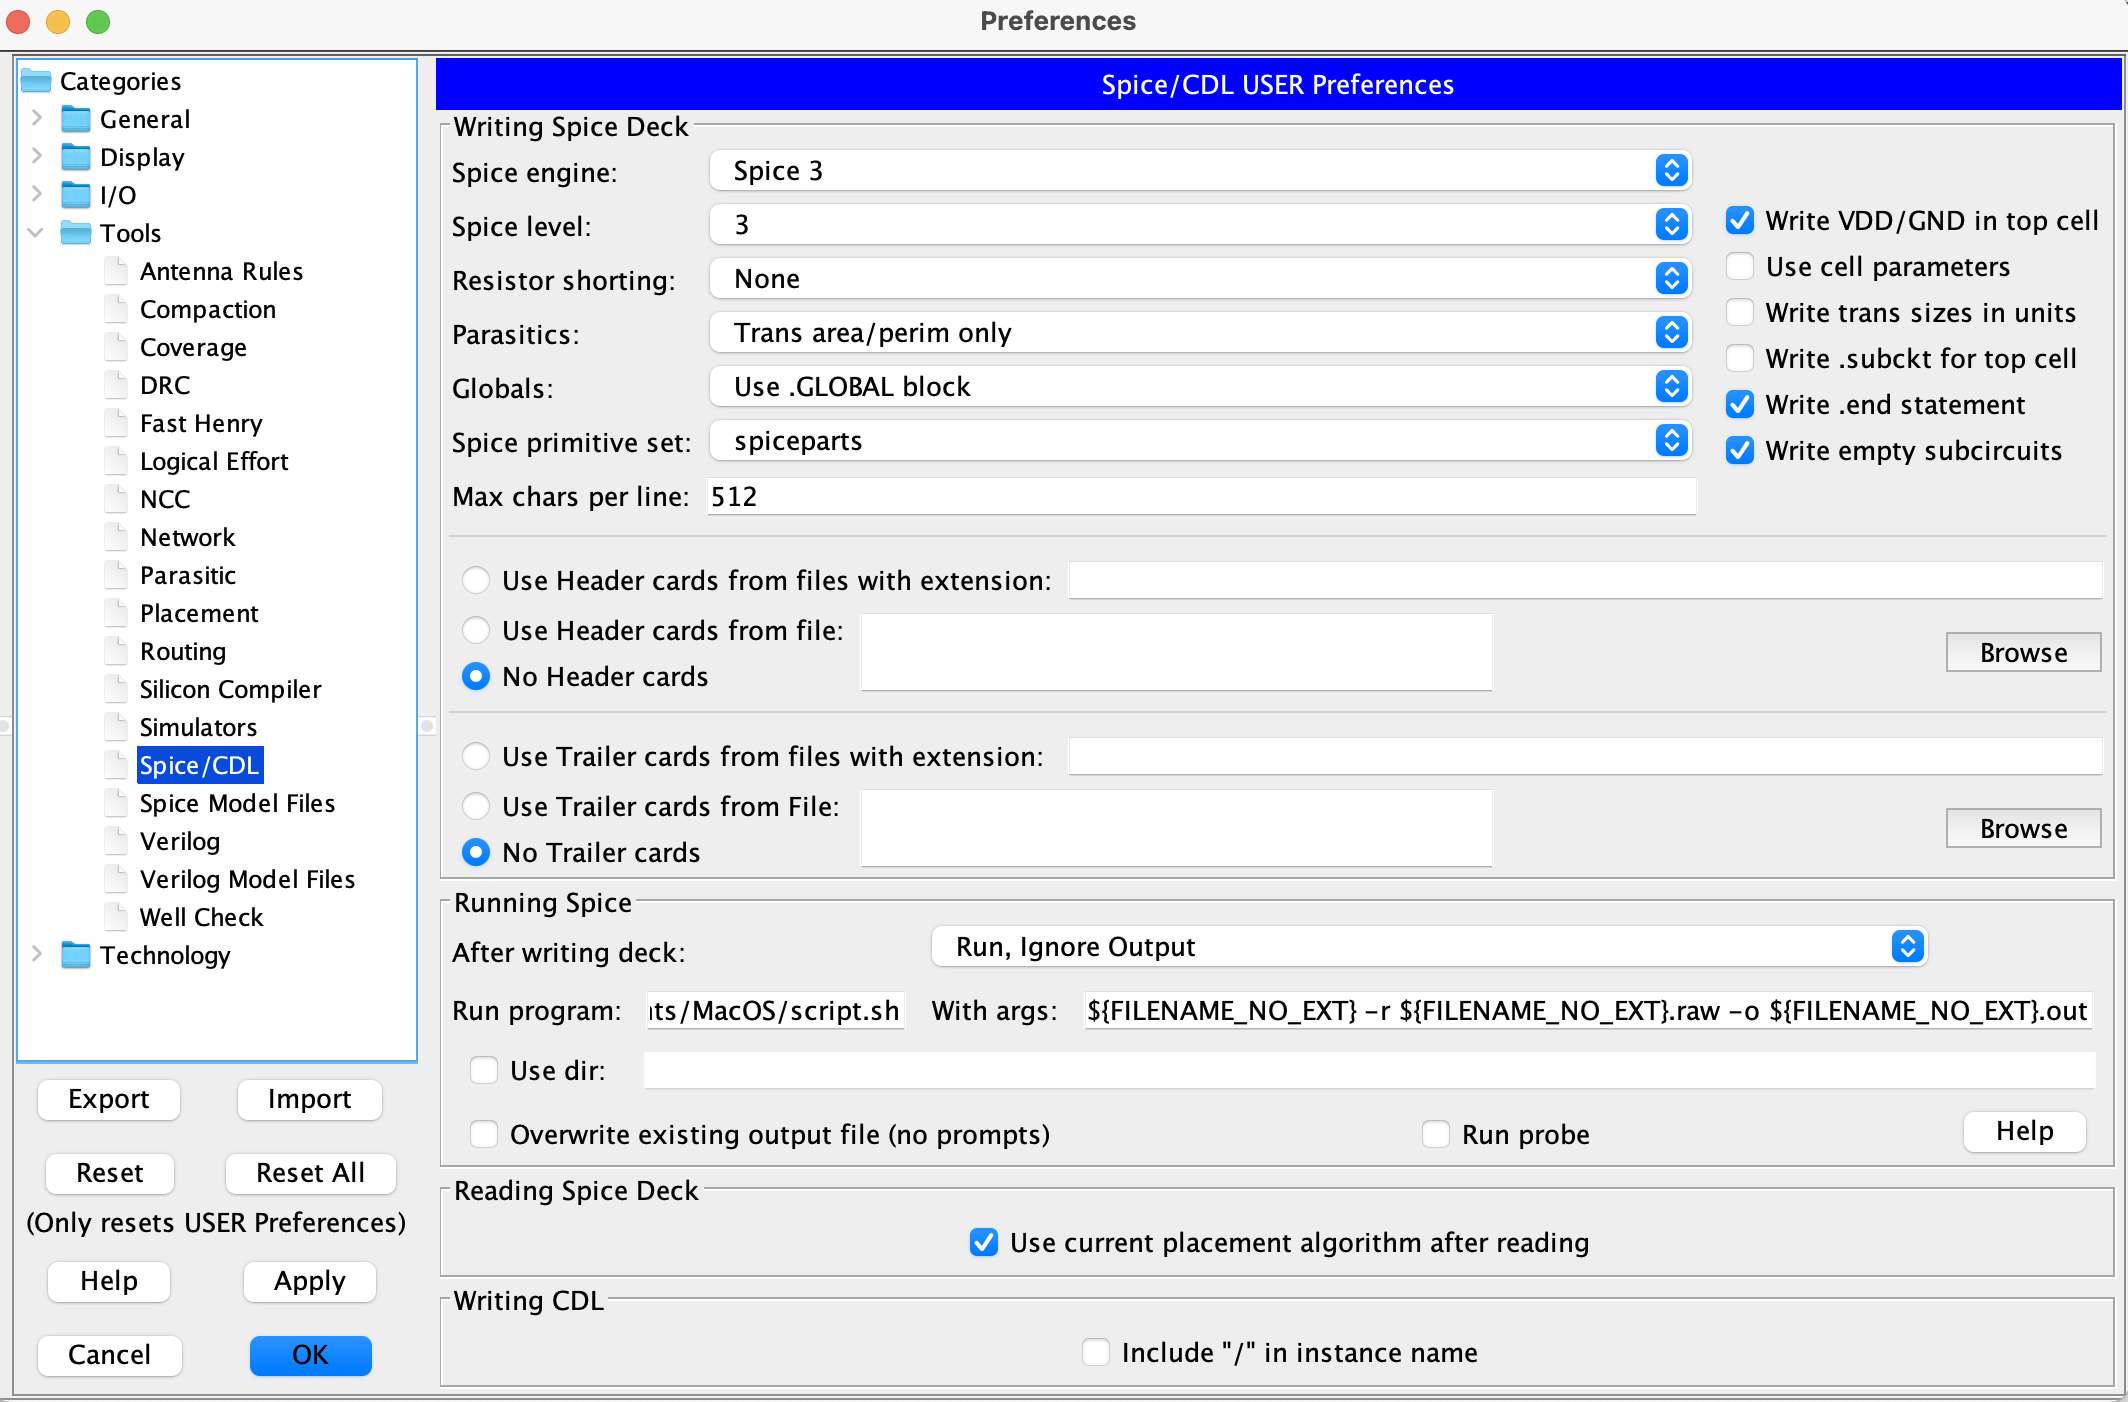 Preferences
Categories
General
Display
I/O
Tools
Antenna Rules
Compaction
Coverage
DRC
Fast Henry
Logical Effort
NCC
Network
Parasitic
Placement
Routing
Silicon Compiler
Simulators
Spice/CDL
Spice Model Files
Verilog
Verilog Model Files
Well Check
Technology
Export Import
Reset Reset All
(Only resets USER Preferences)
Help Apply
Cancel OK
Spice/CDL USER Preferences
Writing Spice Deck
Spice engine: Spice 3
Spice level: 3
Resistor shorting: None
Parasitics: Trans area/perim only
Globals: Use .GLOBAL block
Spice primitive set: spiceparts
Max chars per line: 512
Write VDD/GND in top cell
Use cell parameters
Write trans sizes in units
Write .subckt for top cell
Write .end statement
Write empty subcircuits
Use Header cards from files with extension:
Use Header cards from file:
No Header cards
Browse
Use Trailer cards from files with extension:
Use Trailer cards from File:
No Trailer cards
Browse
Running Spice
After writing deck: Run, Ignore Output
Run program: nts/MacOS/script.sh With args: ${FILENAME_NO_EXT} -r ${FILENAME_NO_EXT}.raw -o ${FILENAME_NO_EXT}.out
Use dir:
Overwrite existing output file (no prompts) Run probe Help
Reading Spice Deck
Use current placement algorithm after reading
Writing CDL
Include "/" in instance name